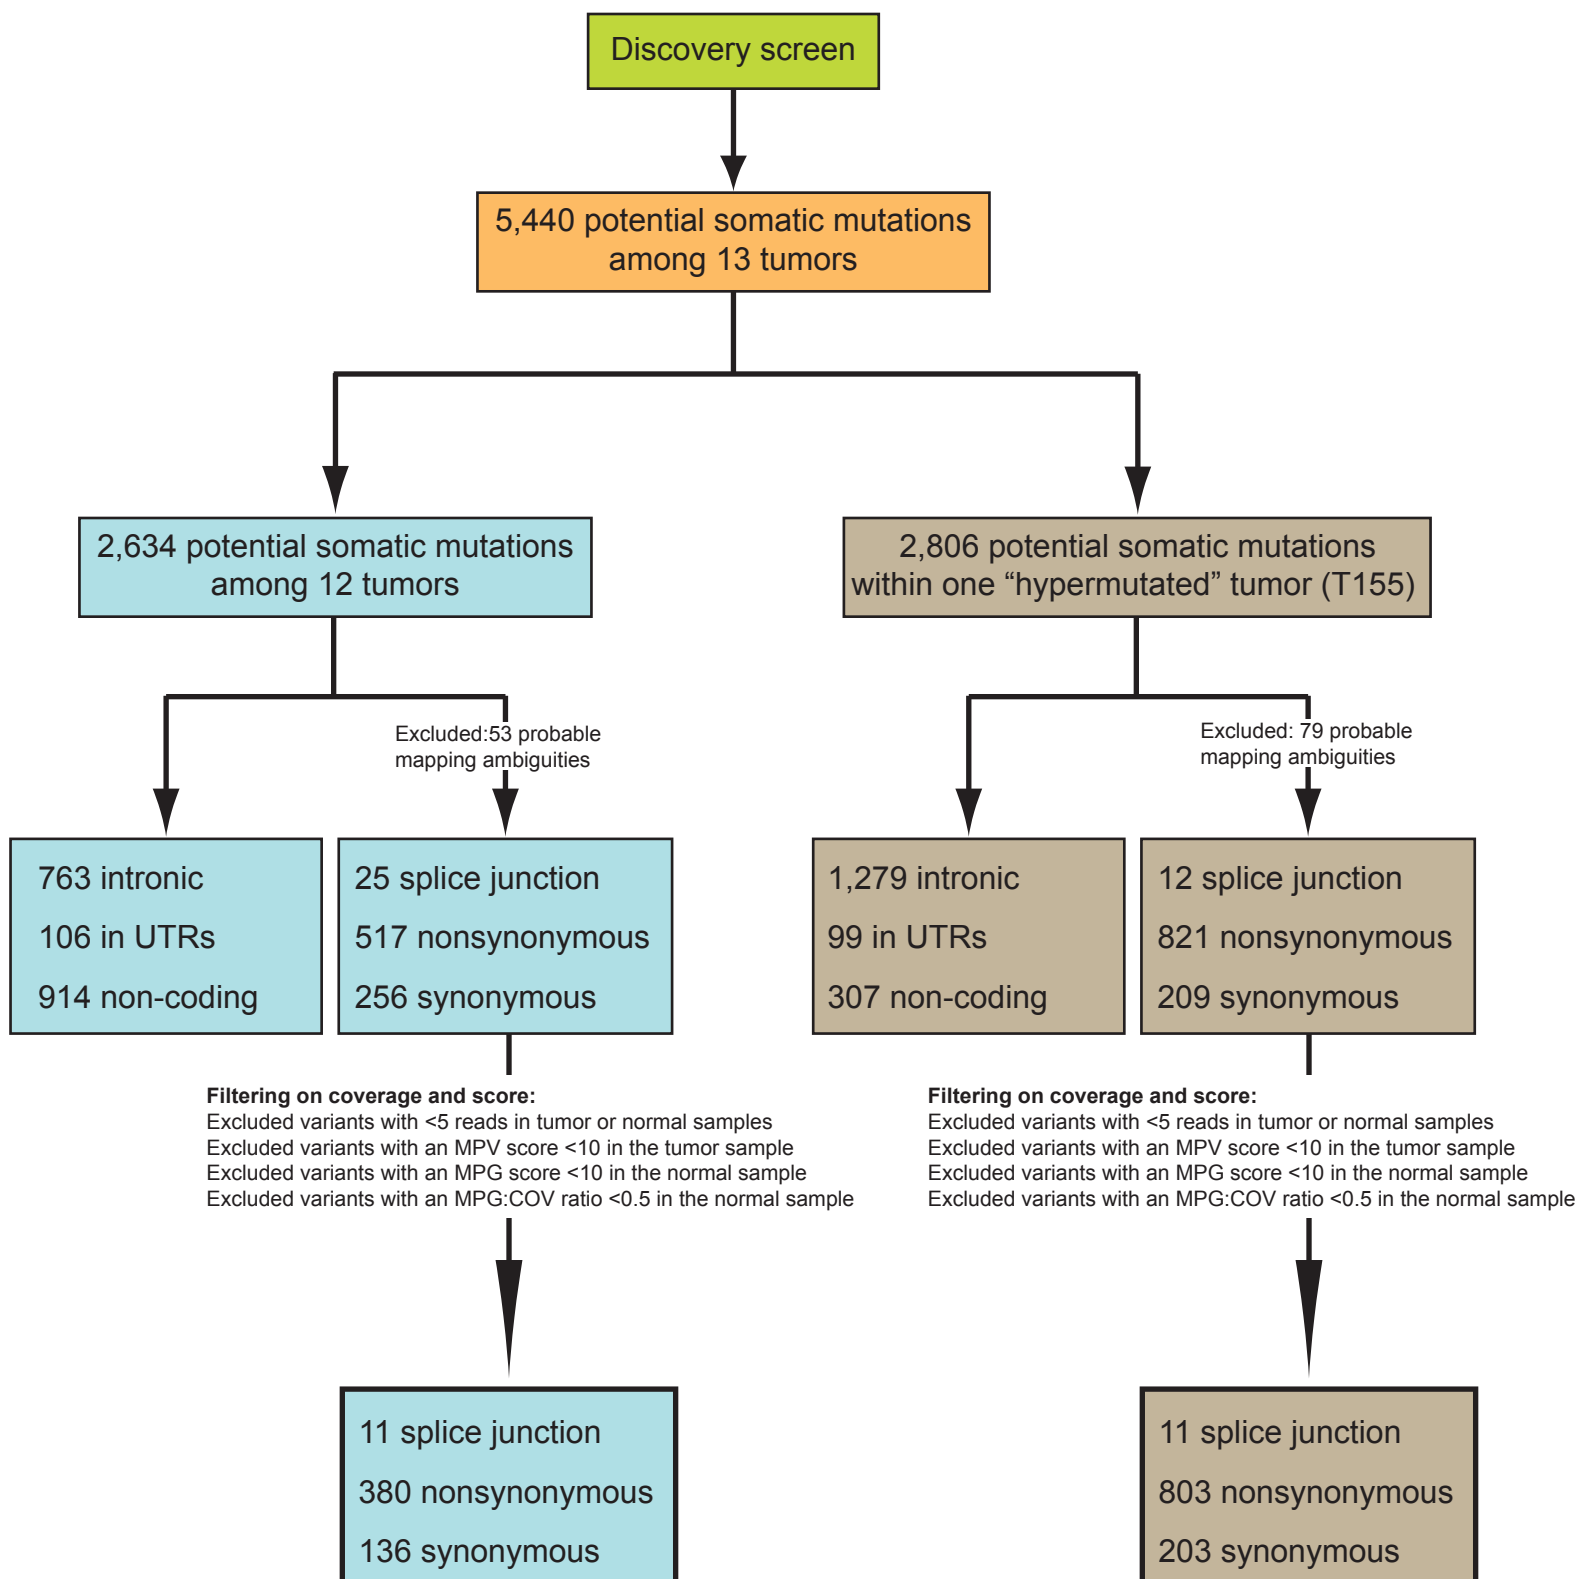 Discovery screen
5,440 potential somatic mutations
among 13 tumors
2,634 potential somatic mutations
among 12 tumors
2,806 potential somatic mutations
within one “hypermutated” tumor (T155)
Excluded:53 probable
mapping ambiguities
Excluded: 79 probable
mapping ambiguities
763 intronic
106 in UTRs
914 non-coding
25 splice junction
517 nonsynonymous
256 synonymous
1,279 intronic
99 in UTRs
307 non-coding
12 splice junction
821 nonsynonymous
209 synonymous
Filtering on coverage and score:
Excluded variants with <5 reads in tumor or normal samples
Excluded variants with an MPV score <10 in the tumor sample
Excluded variants with an MPG score <10 in the normal sample
Excluded variants with an MPG:COV ratio <0.5 in the normal sample
Filtering on coverage and score:
Excluded variants with <5 reads in tumor or normal samples
Excluded variants with an MPV score <10 in the tumor sample
Excluded variants with an MPG score <10 in the normal sample
Excluded variants with an MPG:COV ratio <0.5 in the normal sample
11 splice junction
380 nonsynonymous
136 synonymous
11 splice junction
803 nonsynonymous
203 synonymous